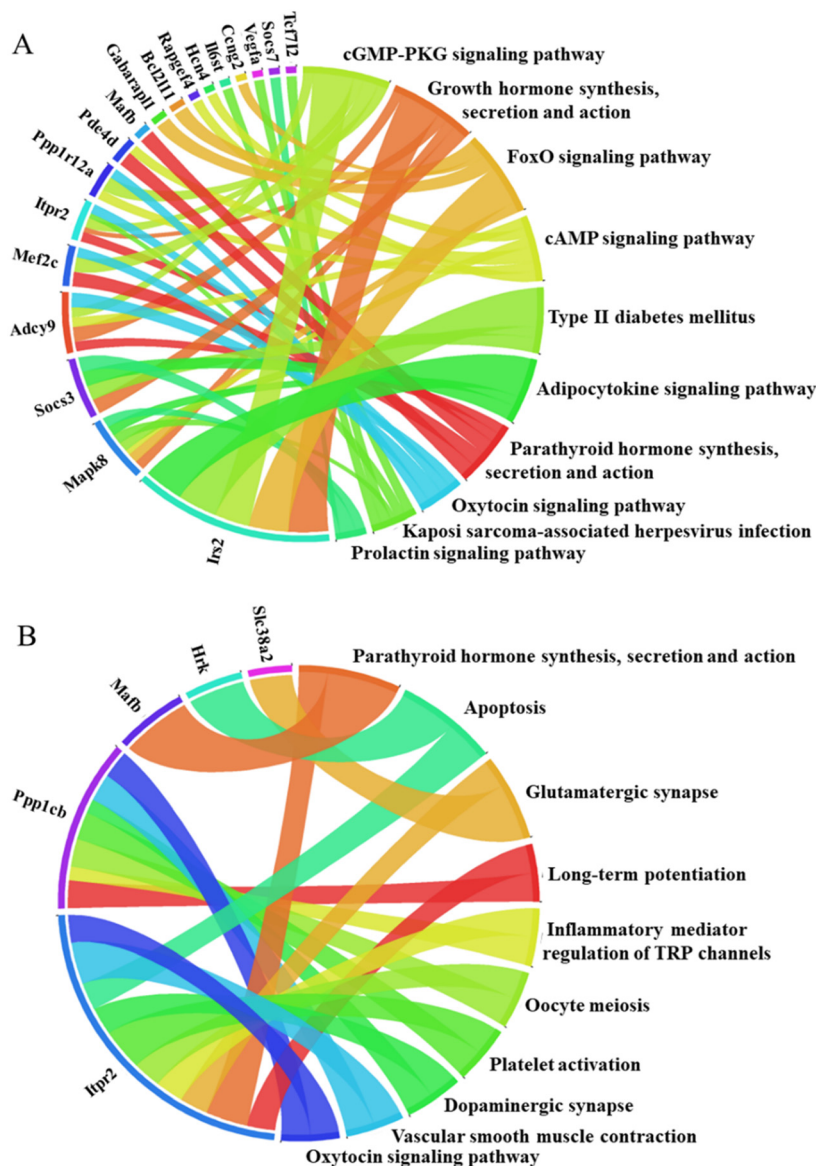 A
Tcf7l2
Socs7
Vegfa
Ccng2
Il6st
Hcn4
Rapgef4
Bcl2l11
Gabarapl1
Mafb
Pde4d
Ppp1r12a
Itpr2
Mef2c
Adcy9
Socs3
Mapk8
Irs2
cGMP-PKG signaling pathway
Growth hormone synthesis,
secretion and action
FoxO signaling pathway
cAMP signaling pathway
Type II diabetes mellitus
Adipocytokine signaling pathway
Parathyroid hormone synthesis,
secretion and action
Oxytocin signaling pathway
Kaposi sarcoma-associated herpesvirus infection
Prolactin signaling pathway
B
Slc38a2
Hrk
Mafb
Ppp1cb
Itpr2
Parathyroid hormone synthesis, secretion and action
Apoptosis
Glutamatergic synapse
Long-term potentiation
Inflammatory mediator
regulation of TRP channels
Oocyte meiosis
Platelet activation
Dopaminergic synapse
Vascular smooth muscle contraction
Oxytocin signaling pathway